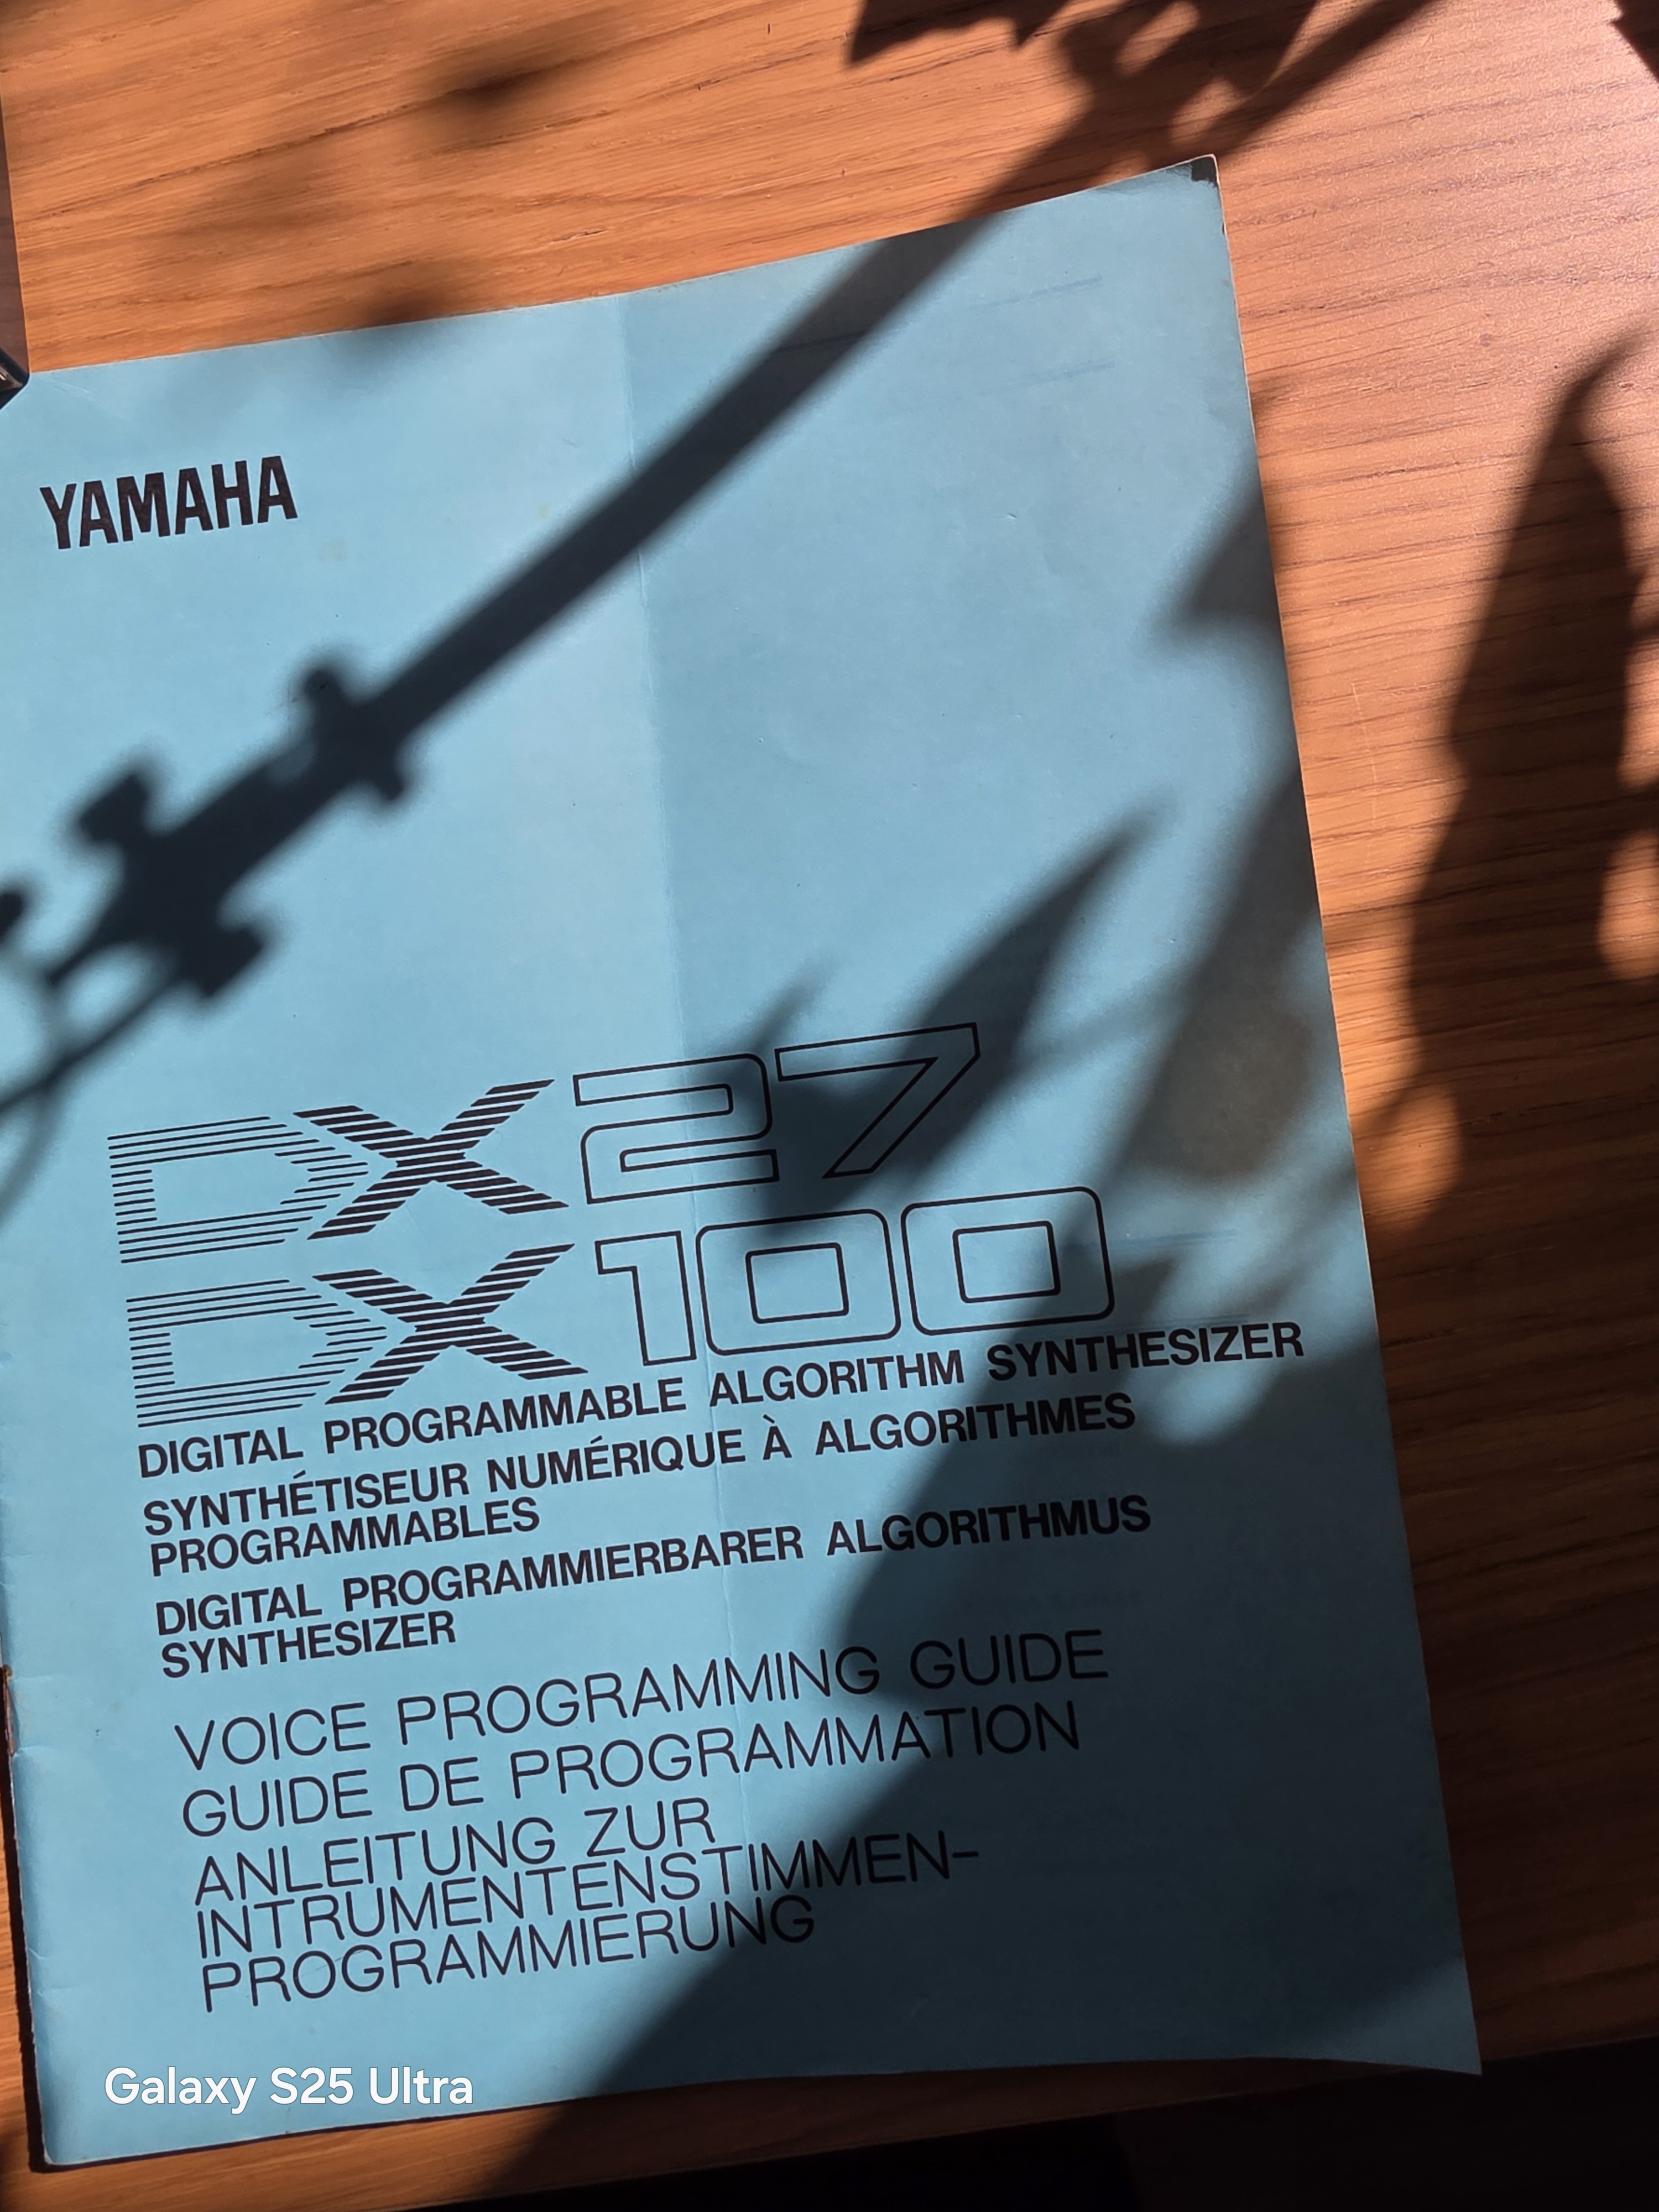 YAMAHA
DX27
DX100
DIGITAL PROGRAMMABLE ALGORITHM SYNTHESIZER
SYNTHÉTISEUR NUMÉRIQUE À ALGORITHMES
PROGRAMMABLES
DIGITAL PROGRAMMIERBARER ALGORITHMUS
SYNTHESIZER
VOICE PROGRAMMING GUIDE
GUIDE DE PROGRAMMATION
ANLEITUNG ZUR
INTRUMENTENSTIMMEN-
PROGRAMMIERUNG
Galaxy S25 Ultra